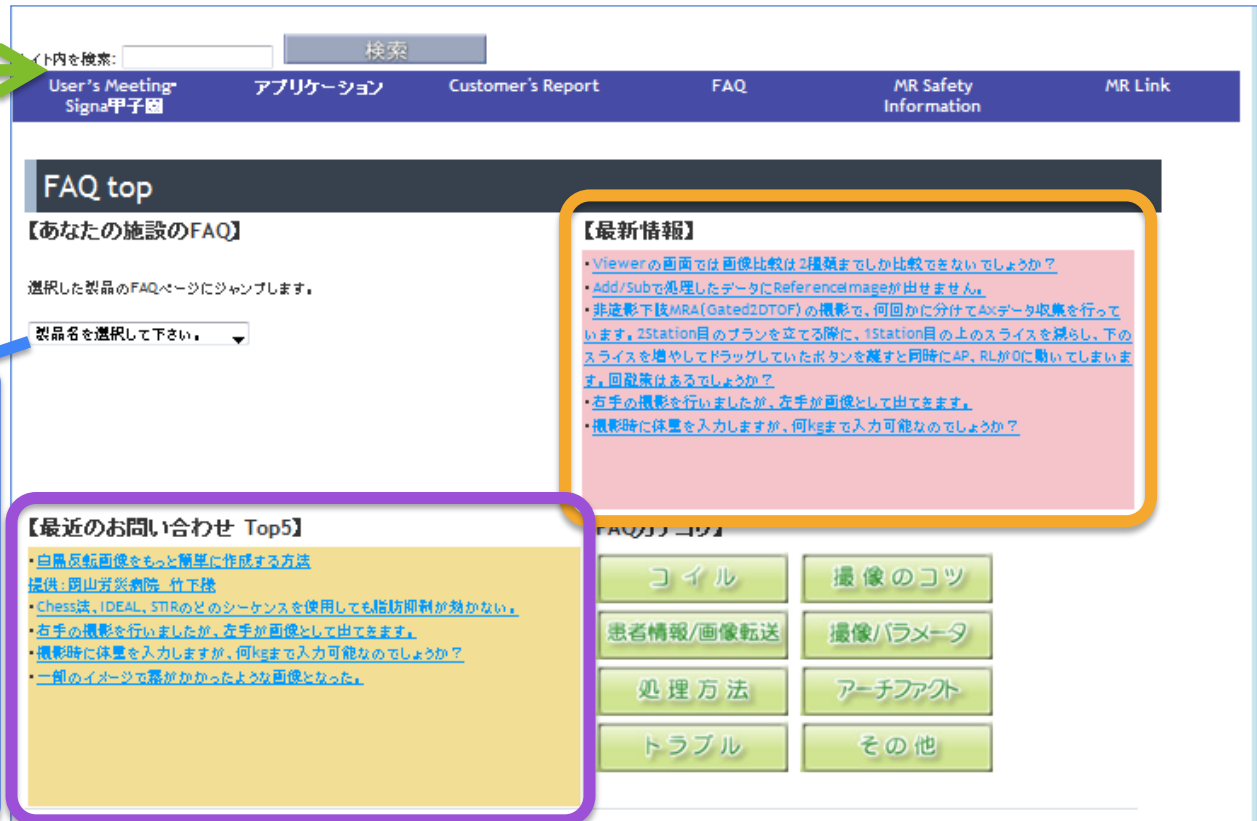 イト内を検索:
検索
User's Meeting-
Signa甲子園
アプリケーション
Customer's Report
FAQ
MR Safety
Information
MR Link
FAQ top
【あなたの施設のFAQ】
選択した製品のFAQページにジャンプします。
製品名を選択して下さい。
【最新情報】
・Viewerの画面では画像比較は2種類までしか比較できないでしょうか？
・Add/Subで処理したデータにReferenceImageが出せません。
・非造影下肢MRA(Gated2DTOF)の撮影で、何回かに分けてAxデータ収集を行って
います。2Station目のプランを立てる際に、1Station目の上のスライスを減らし、下の
スライスを増やしてドラッグしていたボタンを離すと同時にAP、RLが0に動いてしまいま
す。回避策はあるでしょうか？
・右手の撮影を行いましたが、左手が画像として出てきます。
・撮影時に体重を入力しますが、何kgまで入力可能なのでしょうか？
【最近のお問い合わせ Top5】
・白黒反転画像をもっと簡単に作成する方法
提供:岡山労災病院 竹下様
・Chess法、IDEAL、STIRのどのシーケンスを使用しても脂肪抑制が効かない。
・右手の撮影を行いましたが、左手が画像として出てきます。
・撮影時に体重を入力しますが、何kgまで入力可能なのでしょうか？
・一部のイメージで霧がかかったような画像となった。
FAQカテゴリ】
コイル
撮像のコツ
患者情報/画像転送
撮像パラメータ
処理方法
アーチファクト
トラブル
その他